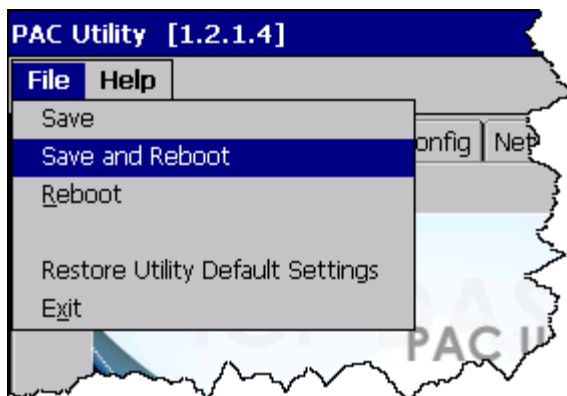 PAC Utility [1.2.1.4]
File Help
Save
onfig Net
Save and Reboot
Reboot
Restore Utility Default Settings
Exit
PAC U